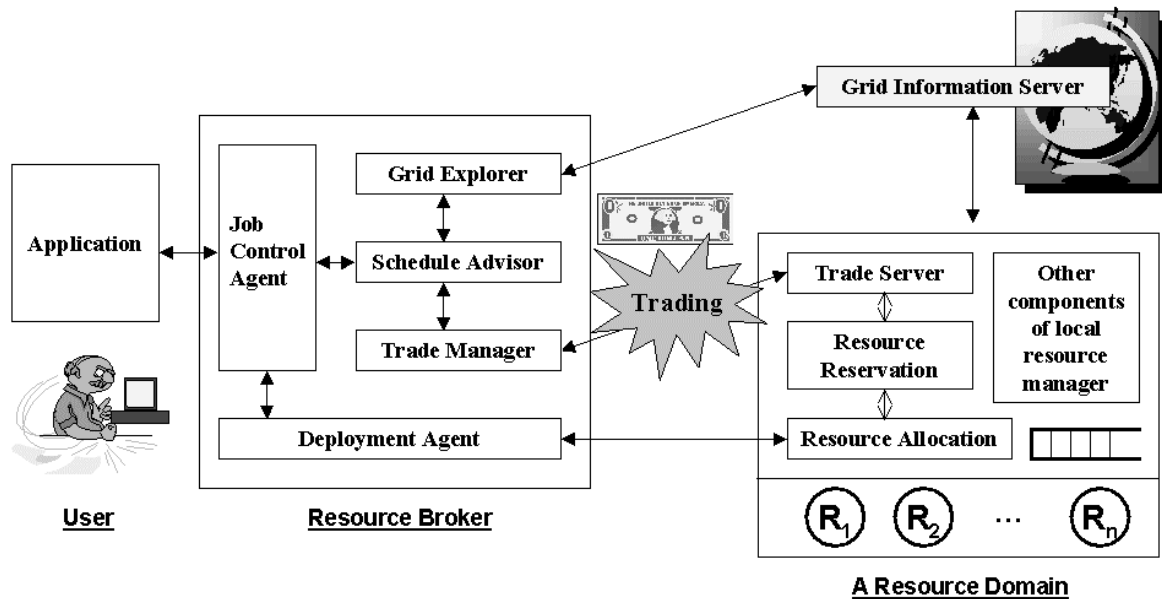 Grid Information Server
Application
Job
Control
Agent
Grid Explorer
Schedule Advisor
Trade Manager
Deployment Agent
Trading
Trade Server
Resource
Reservation
Resource Allocation
Other
components
of local
resource
manager
R1
R2
...
Rn
User
Resource Broker
A Resource Domain